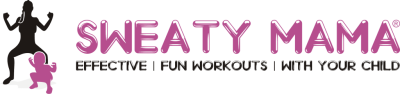 SWEATY MAMA®
EFFECTIVE | FUN WORKOUTS | WITH YOUR CHILD